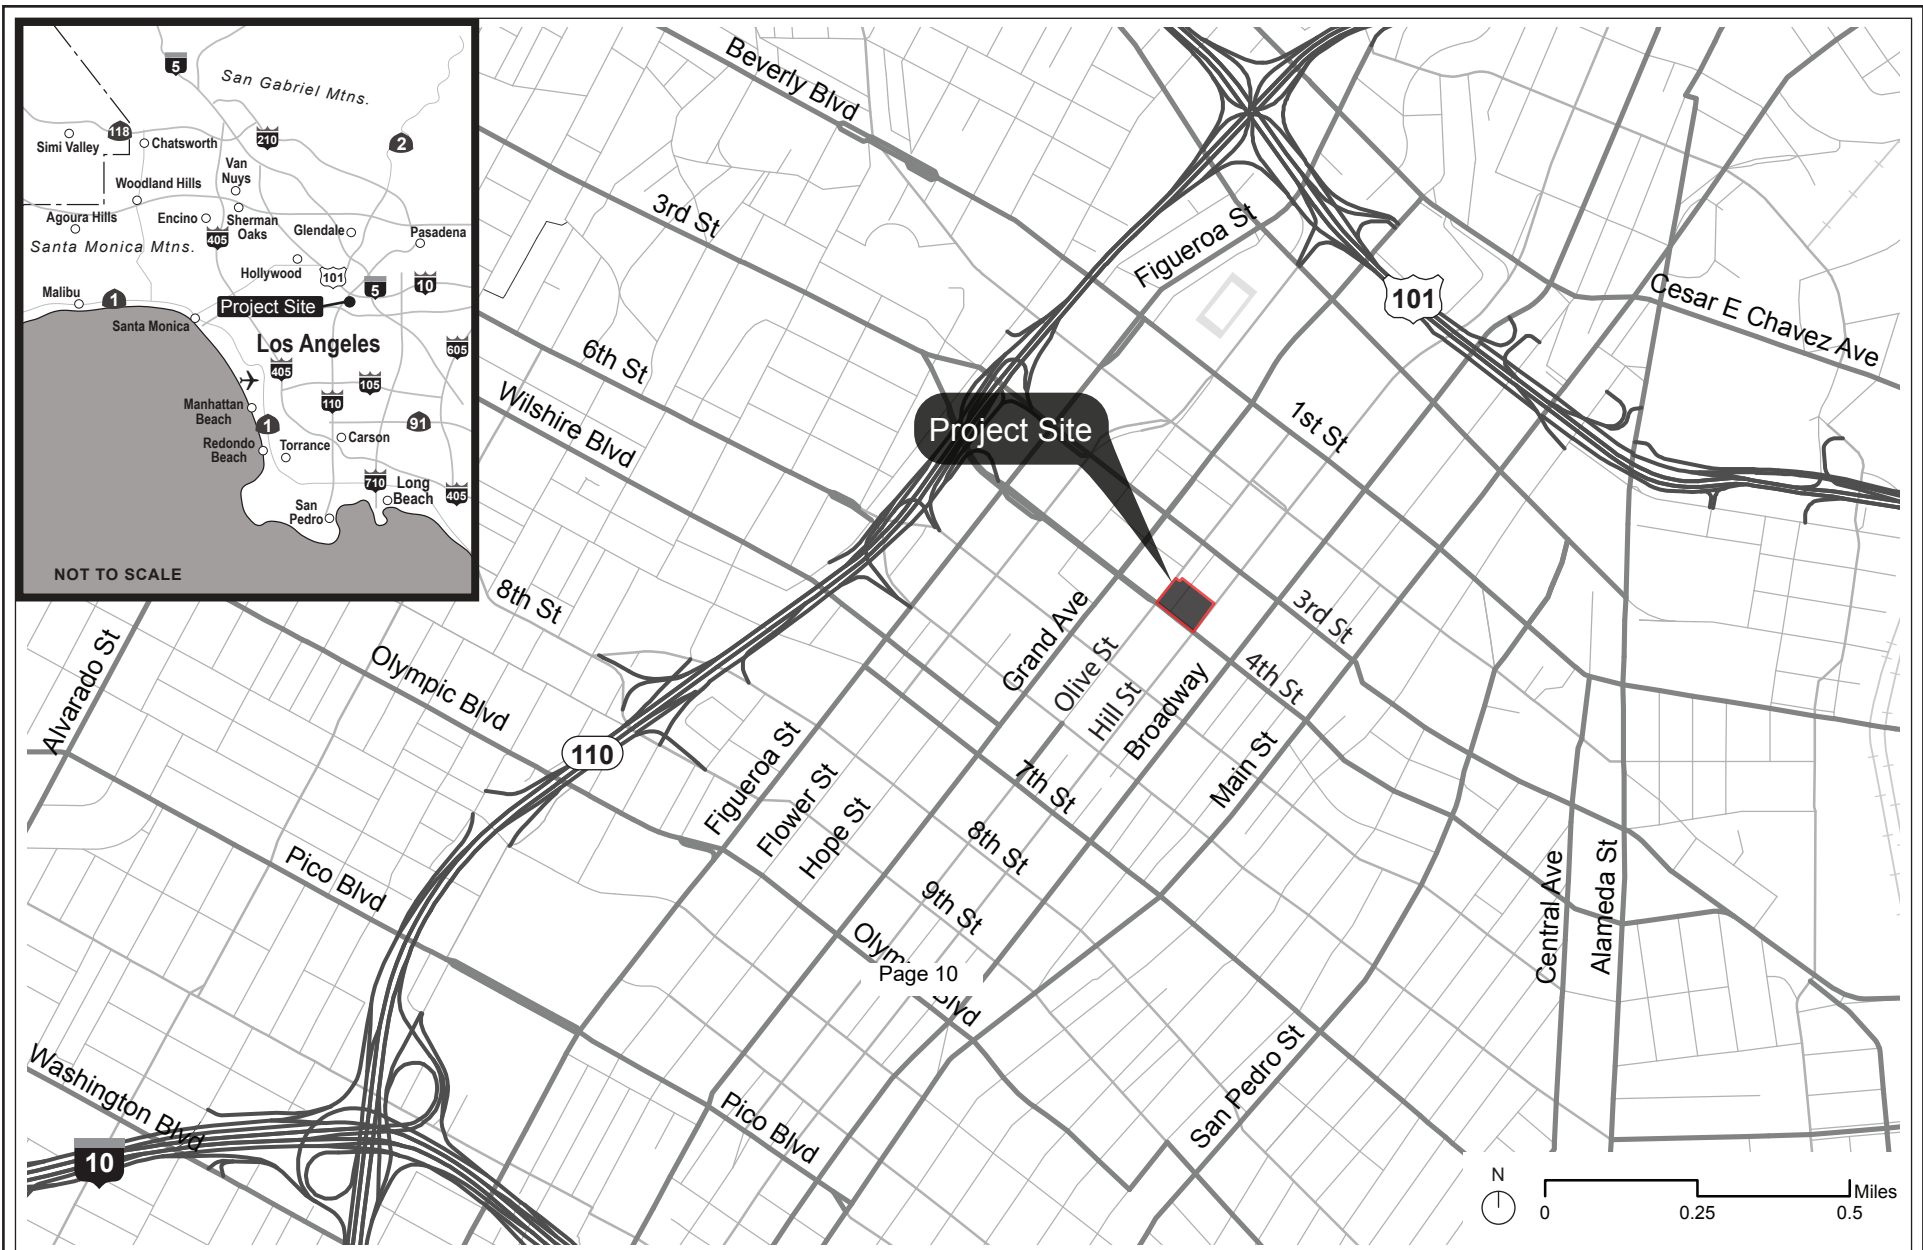 5
San Gabriel Mtns.
118
Simi Valley
Chatsworth
210
2
Van
Nuys
Woodland Hills
Agoura Hills
Encino
Sherman
Oaks
Glendale
Pasadena
405
Santa Monica Mtns.
Hollywood
101
5
10
Malibu
1
Project Site
Santa Monica
Los Angeles
605
405
105
110
Manhattan
Beach
1
91
Redondo
Beach
Torrance
Carson
710
Long
Beach
405
San
Pedro
NOT TO SCALE
Beverly Blvd
3rd St
Figueroa St
101
Cesar E Chavez Ave
6th St
Wilshire Blvd
1st St
Project Site
8th St
3rd St
Grand Ave
Olive St
Hill St
Broadway
4th St
Alvarado St
Olympic Blvd
110
Figueroa St
Flower St
Hope St
7th St
Main St
8th St
Pico Blvd
9th St
Central Ave
Alameda St
Olym
Blvd
Page 10
San Pedro St
Washington Blvd
Pico Blvd
10
N
Miles
0
0.25
0.5